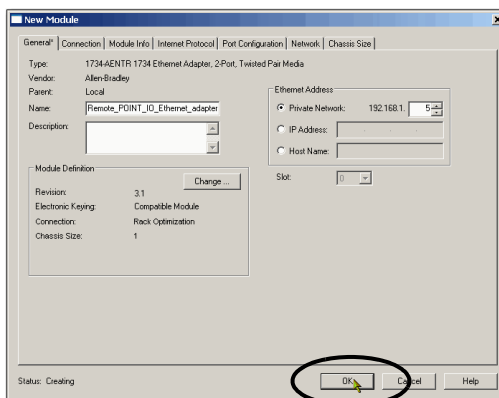 New Module
General* Connection Module Info Internet Protocol Port Configuration Network Chassis Size
Type: 1734-AENTR 1734 Ethernet Adapter, 2-Port, Twisted Pair Media
Vendor: Allen-Bradley
Parent: Local
Name: Remote_POINT_IO_Ethernet_adapter
Description:
Ethernet Address
Private Network: 192.168.1. 5
IP Address:
Host Name:
Module Definition
Change ...
Revision: 3.1
Electronic Keying: Compatible Module
Connection: Rack Optimization
Chassis Size: 1
Slot: 0
Status: Creating
OK Cancel Help